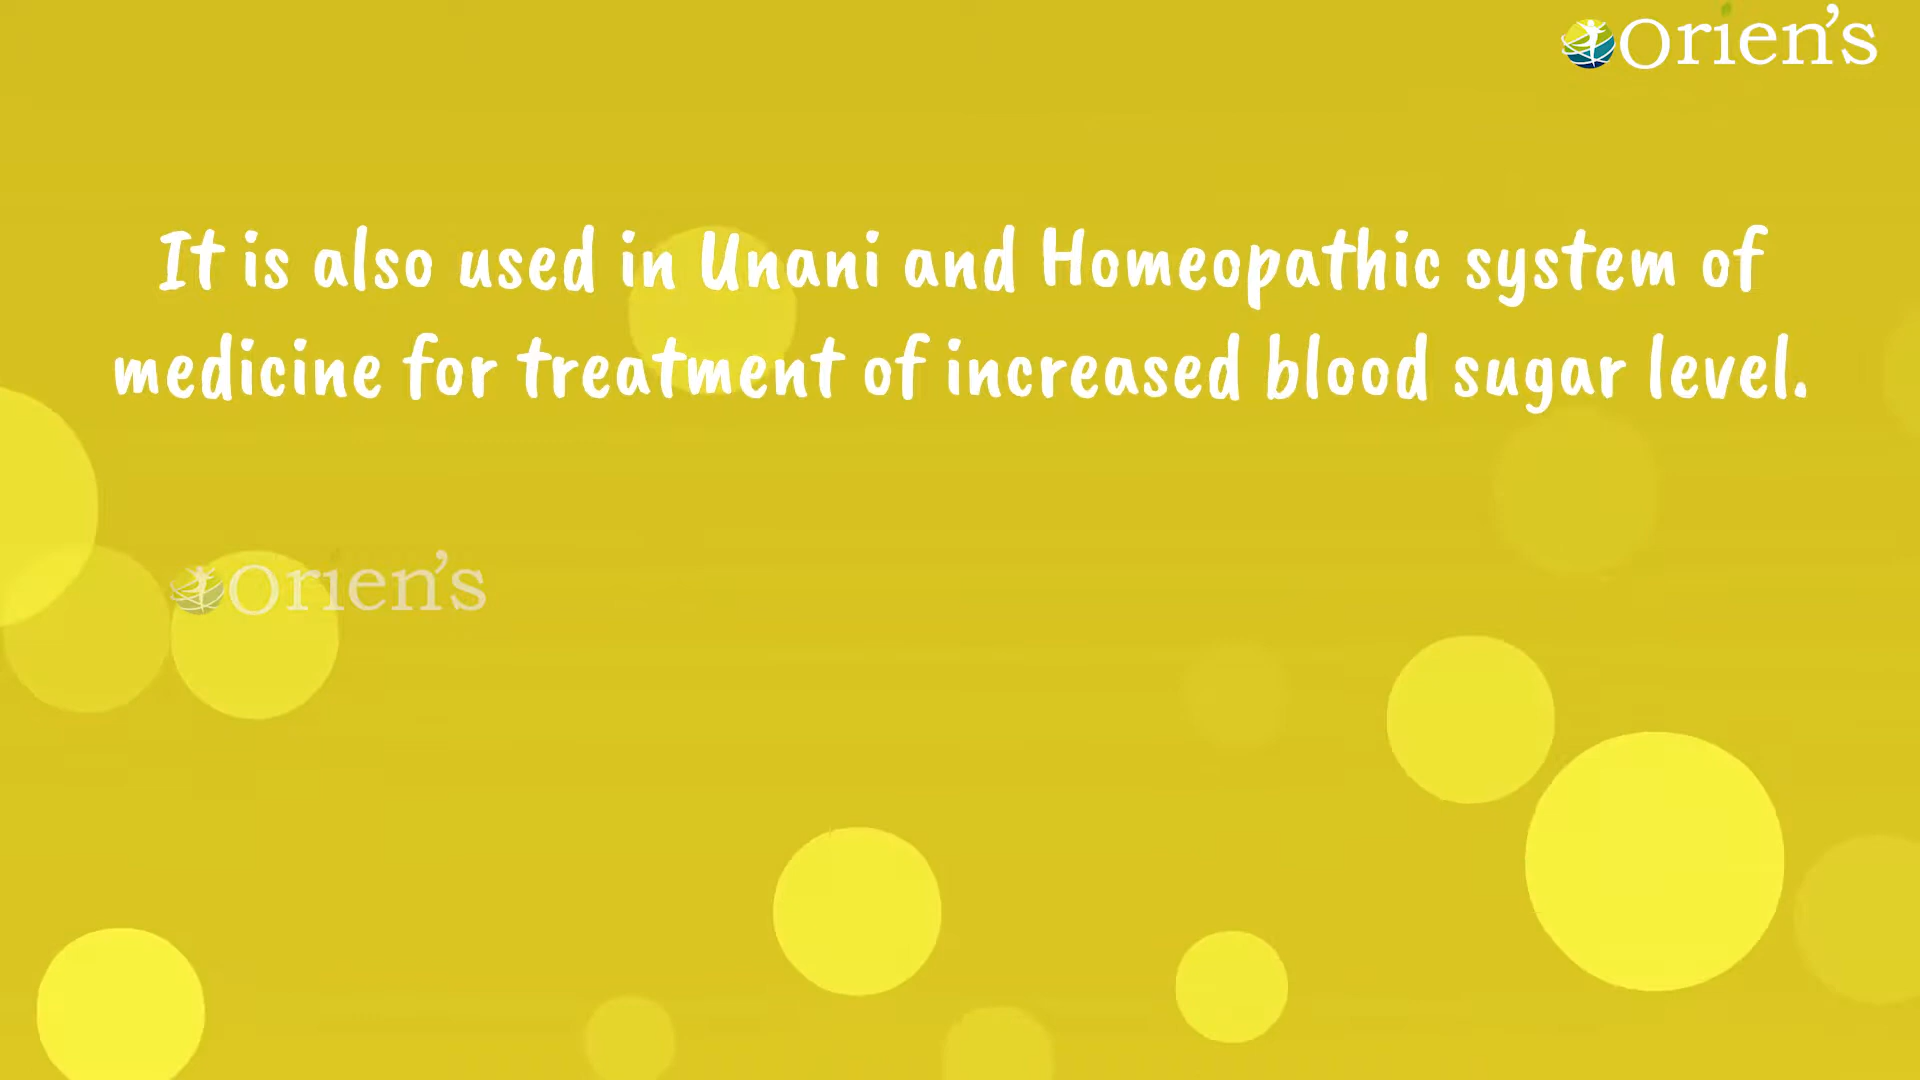 Orien's
It is also used in Unani and Homeopathic system of
medicine for treatment of increased blood sugar level.
Orien's